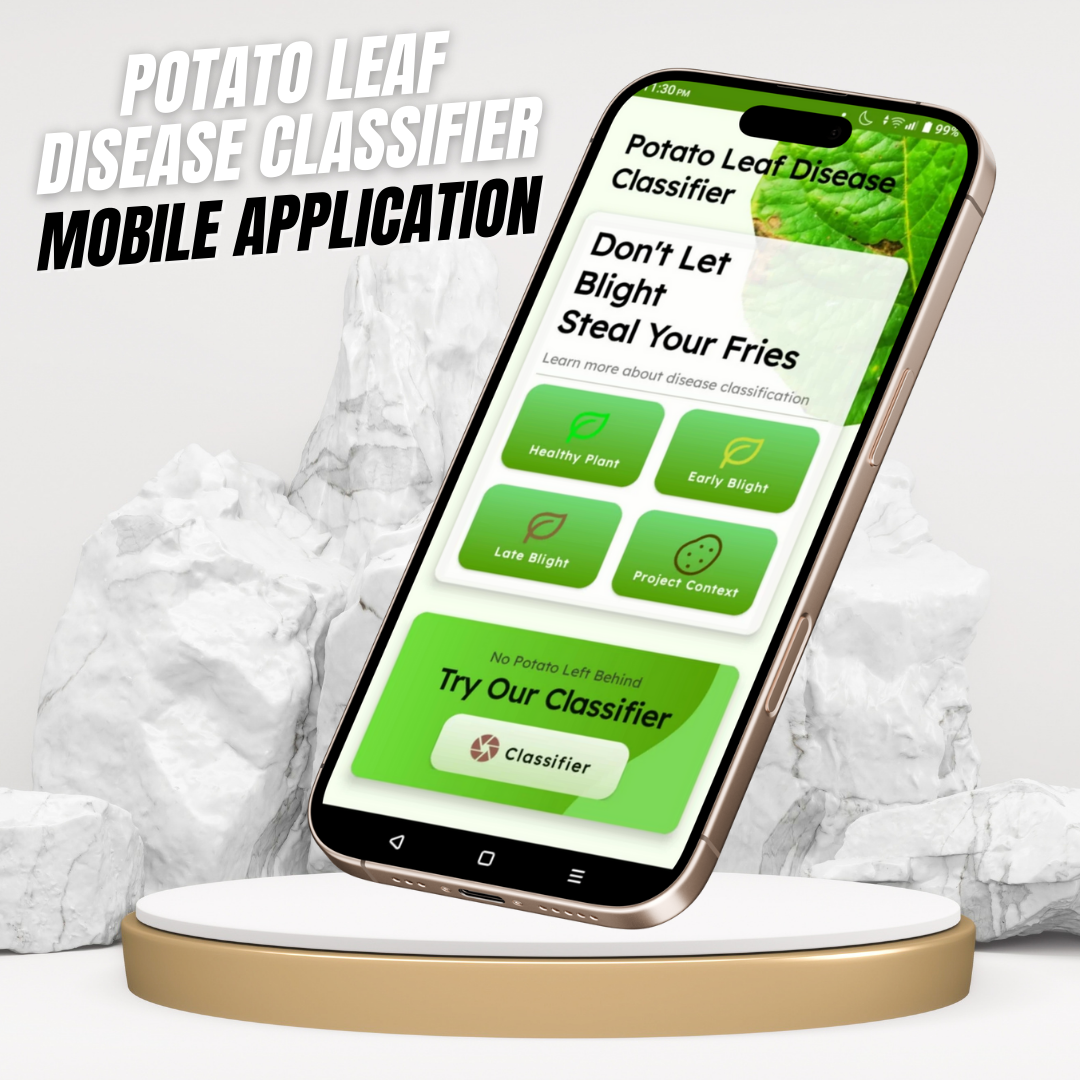 POTATO LEAF
DISEASE CLASSIFIER
MOBILE APPLICATION
11:30 PM
99%
Potato Leaf Disease
Classifier
Don't Let
Blight
Steal Your Fries
Learn more about disease classification
Healthy Plant
Early Blight
Late Blight
Project Context
No Potato Left Behind
Try Our Classifier
Classifier